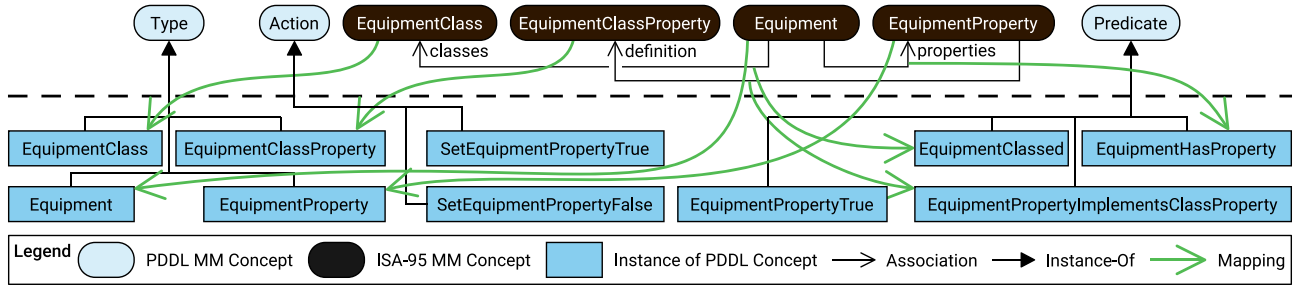 Type Action EquipmentClass EquipmentClassProperty Equipment EquipmentProperty Predicate
classes definition properties
EquipmentClass EquipmentClassProperty SetEquipmentPropertyTrue EquipmentClassed EquipmentHasProperty
Equipment EquipmentProperty SetEquipmentPropertyFalse EquipmentPropertyTrue EquipmentPropertyImplementsClassProperty
Legend PDDL MM Concept ISA-95 MM Concept Instance of PDDL Concept Association Instance-Of Mapping